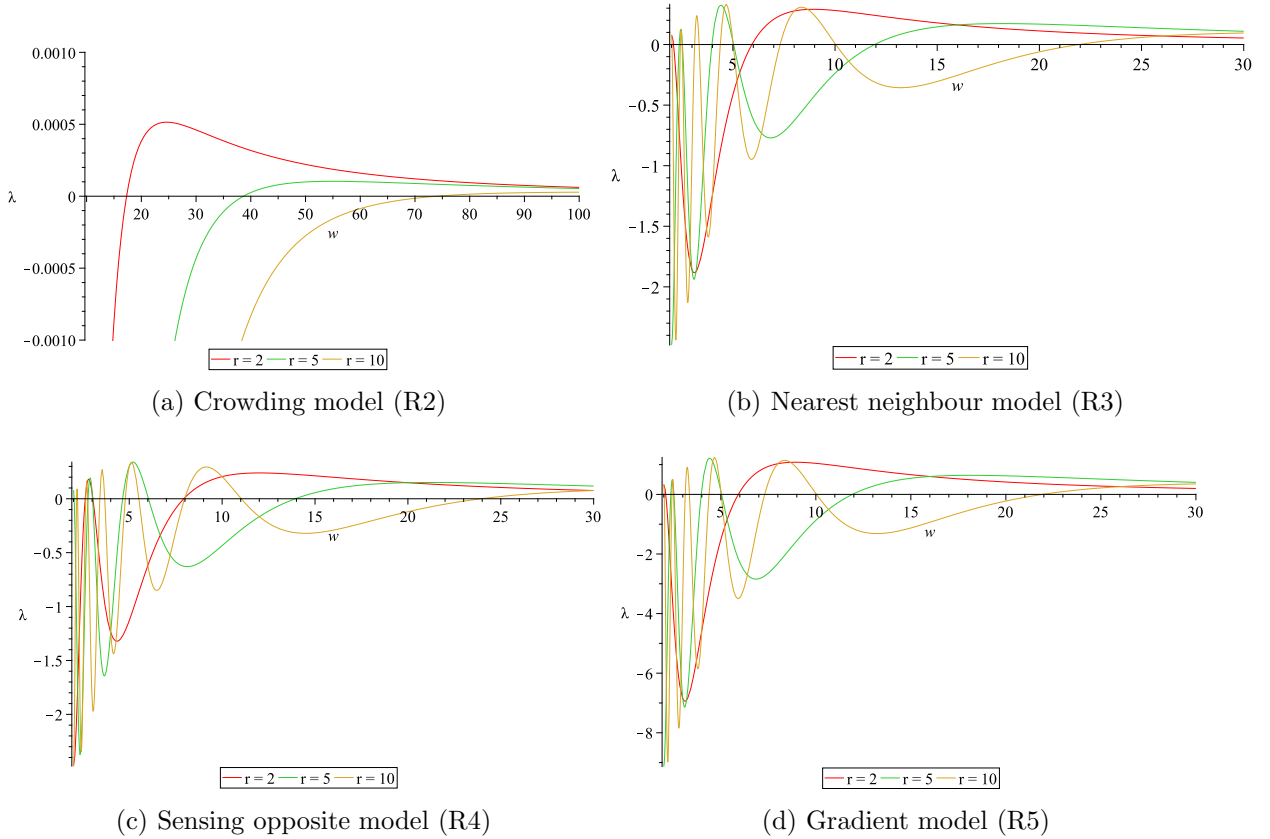 0.0010
0.0005
0
−0.0005
−0.0010
λ
20 30 40 50 60 70 80 90 100
w
r = 2 r = 5 r = 10
(a) Crowding model (R2)
0
−0.5
−1
−1.5
−2
λ
5 10 15 20 25 30
w
r = 2 r = 5 r = 10
(b) Nearest neighbour model (R3)
0
−0.5
−1
−1.5
−2
λ
5 10 15 20 25 30
w
r = 2 r = 5 r = 10
(c) Sensing opposite model (R4)
0
−2
−4
−6
−8
λ
5 10 15 20 25 30
w
r = 2 r = 5 r = 10
(d) Gradient model (R5)